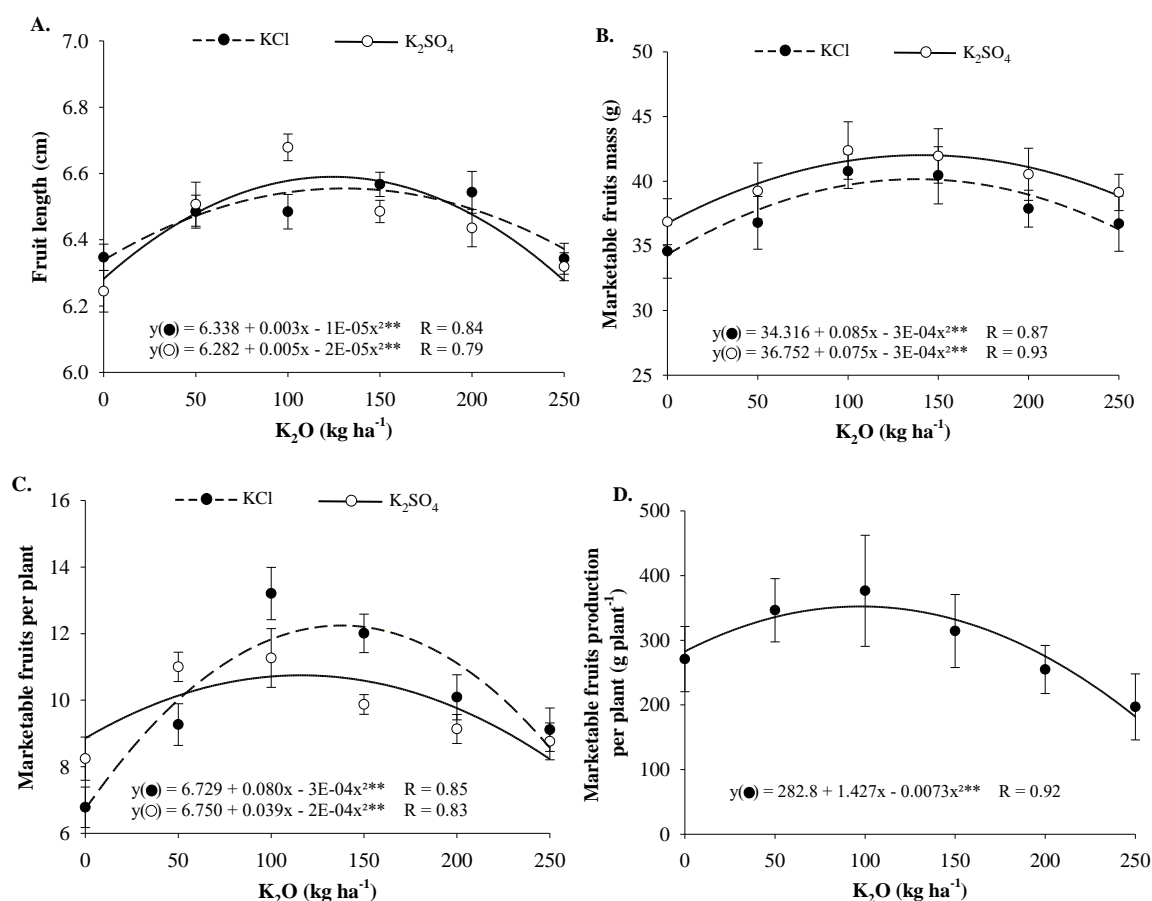 A.
KCl
K₂SO₄
7.0
6.8
6.6
6.4
6.2
6.0
Fruit length (cm)
y(●) = 6.338 + 0.003x - 1E-05x²** R = 0.84
y(○) = 6.282 + 0.005x - 2E-05x²** R = 0.79
0 50 100 150 200 250
K₂O (kg ha⁻¹)
B.
KCl
K₂SO₄
50
45
40
35
30
25
Marketable fruits mass (g)
y(●) = 34.316 + 0.085x - 3E-04x²** R = 0.87
y(○) = 36.752 + 0.075x - 3E-04x²** R = 0.93
0 50 100 150 200 250
K₂O (kg ha⁻¹)
C.
KCl
K₂SO₄
16
14
12
10
8
6
Marketable fruits per plant
y(●) = 6.729 + 0.080x - 3E-04x²** R = 0.85
y(○) = 6.750 + 0.039x - 2E-04x²** R = 0.83
0 50 100 150 200 250
K₂O (kg ha⁻¹)
D.
500
400
300
200
100
0
Marketable fruits production
per plant (g plant⁻¹)
y(●) = 282.8 + 1.427x - 0.0073x²** R = 0.92
0 50 100 150 200 250
K₂O (kg ha⁻¹)